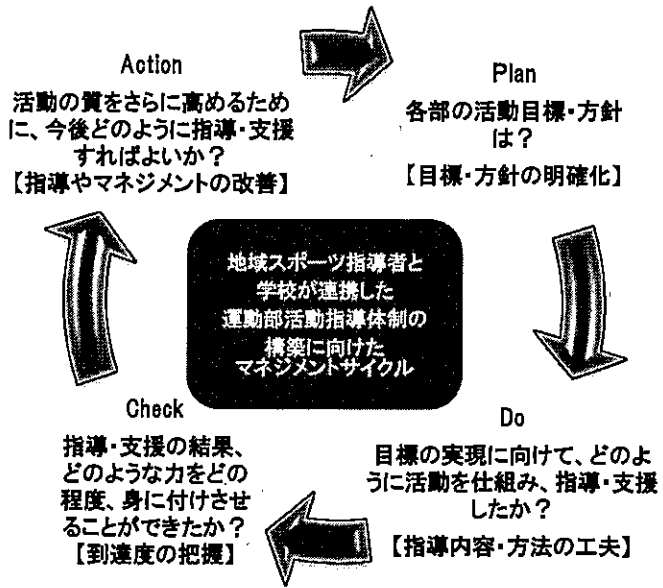 Action
活動の質をさらに高めるため
に、今後どのように指導・支援
すればよいか？
【指導やマネジメントの改善】
Plan
各部の活動目標・方針
は？
【目標・方針の明確化】
地域スポーツ指導者と
学校が連携した
運動部活動指導体制の
構築に向けた
マネジメントサイクル
Check
指導・支援の結果、
どのような力をどの
程度、身に付けさせ
ることができたか？
【到達度の把握】
Do
目標の実現に向けて、どのよ
うに活動を仕組み、指導・支援
したか？
【指導内容・方法の工夫】